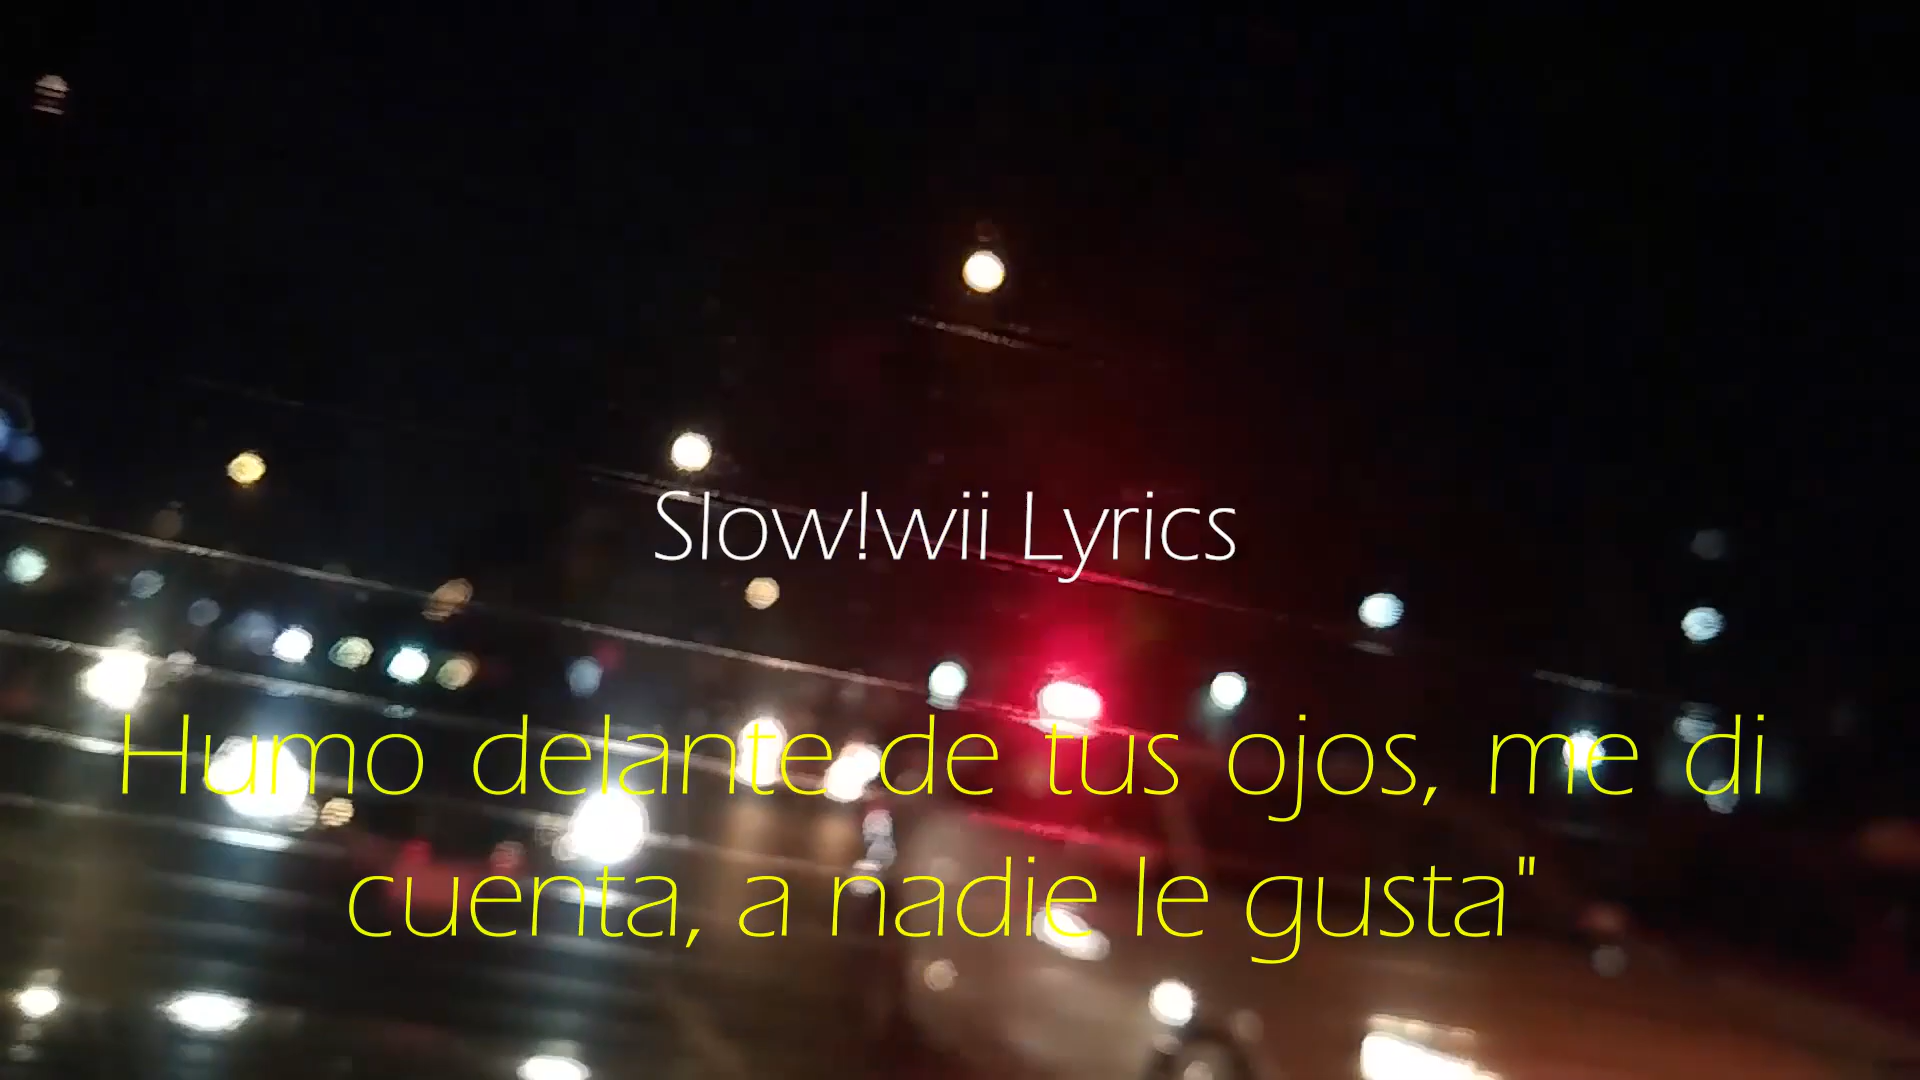 Slow!wii Lyrics
Humo delante de tus ojos, me di
cuenta, a nadie le gusta"